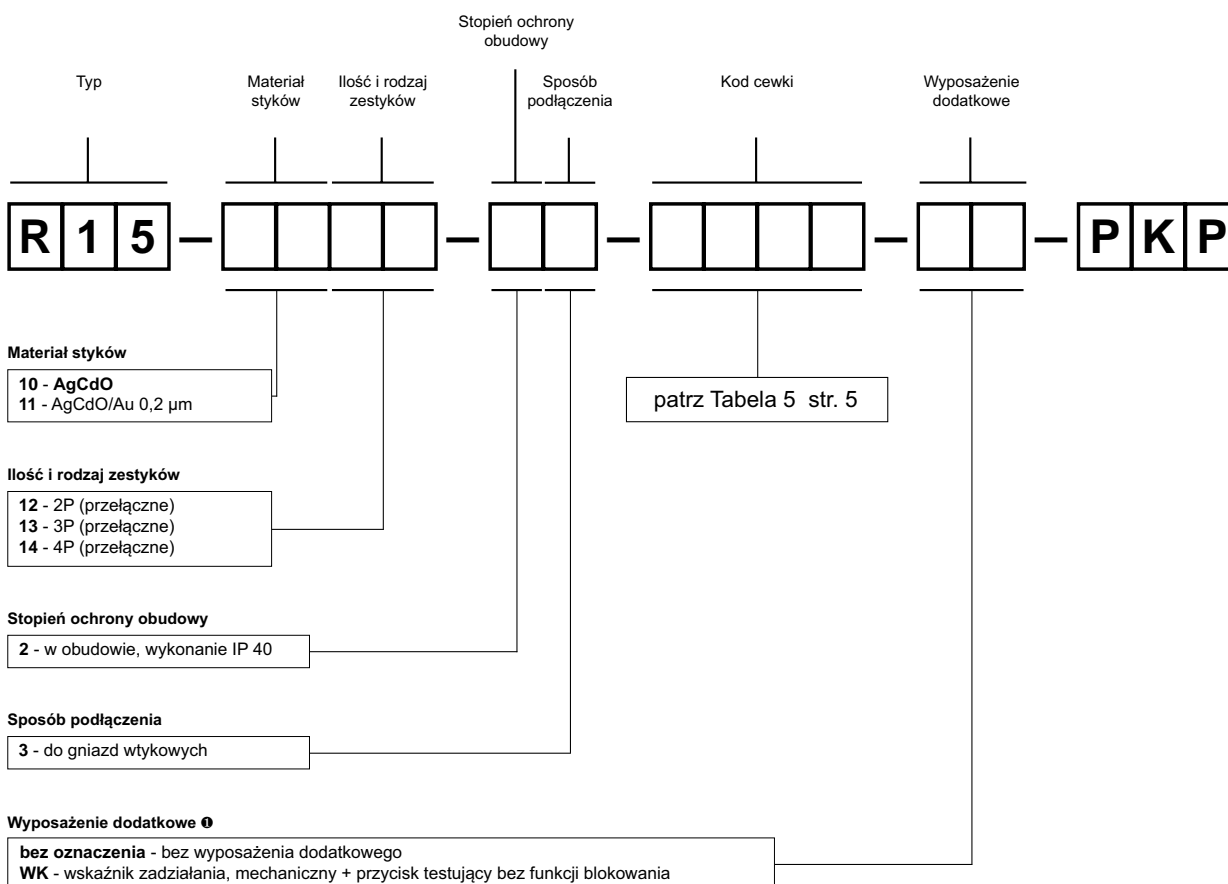 Stopień ochrony
obudowy
Typ
Materiał
styków
Ilość i rodzaj
zestyków
Sposób
podłączenia
Kod cewki
Wyposażenie
dodatkowe
R15 – – – – – PKP
Materiał styków
10 - AgCdO
11 - AgCdO/Au 0,2 µm
patrz Tabela 5 str. 5
Ilość i rodzaj zestyków
12 - 2P (przełączne)
13 - 3P (przełączne)
14 - 4P (przełączne)
Stopień ochrony obudowy
2 - w obudowie, wykonanie IP 40
Sposób podłączenia
3 - do gniazd wtykowych
Wyposażenie dodatkowe ❶
bez oznaczenia - bez wyposażenia dodatkowego
WK - wskaźnik zadziałania, mechaniczny + przycisk testujący bez funkcji blokowania